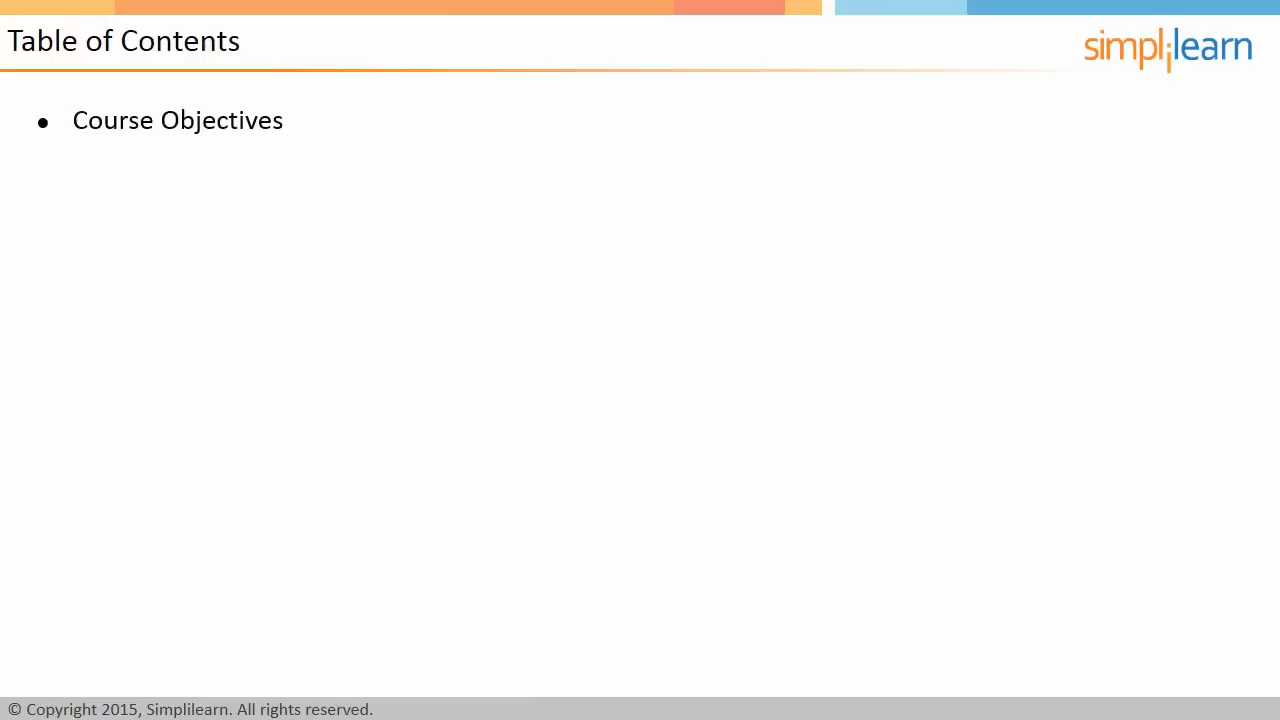 Table of Contents
simplilearn
● Course Objectives
© Copyright 2015, Simplilearn. All rights reserved.